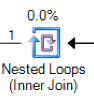 0.0%
1
Nested Loops
(Inner Join)